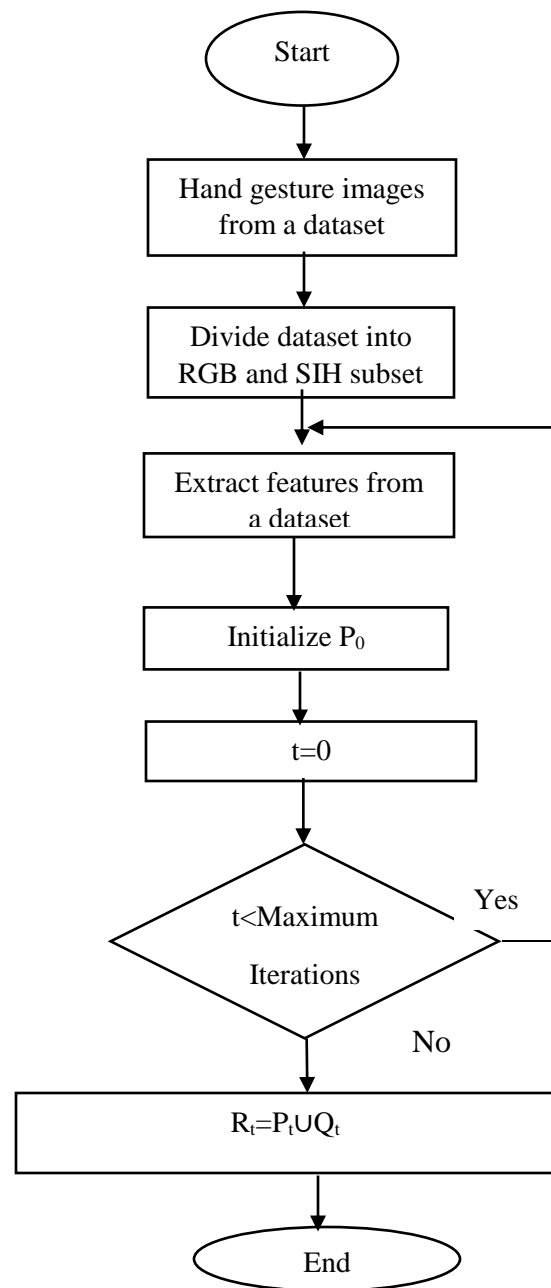 Start
Hand gesture images
from a dataset
Divide dataset into
RGB and SIH subset
Extract features from
a dataset
Initialize P₀
t=0
t<Maximum
Iterations
Yes
No
Rₜ=Pₜ∪Qₜ
End